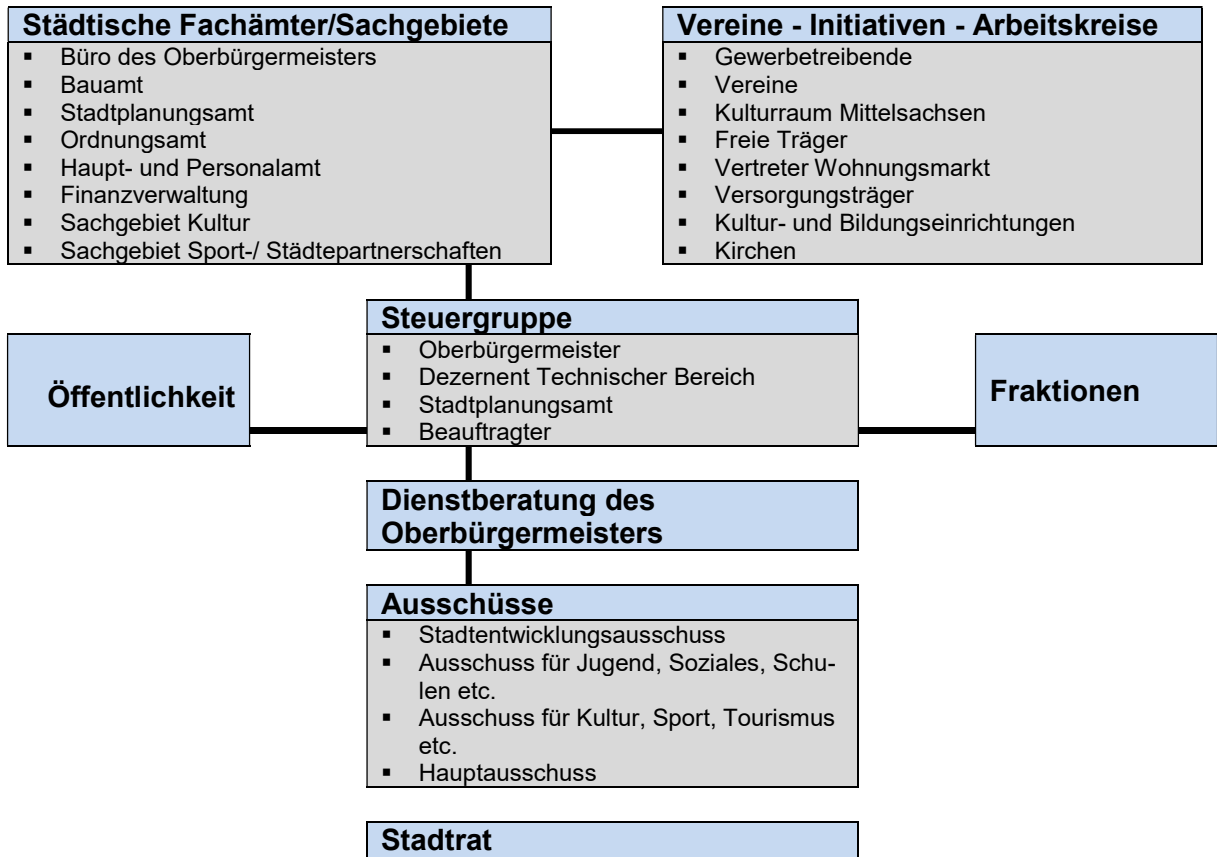 Städtische Fachämter/Sachgebiete
▪ Büro des Oberbürgermeisters
▪ Bauamt
▪ Stadtplanungsamt
▪ Ordnungsamt
▪ Haupt- und Personalamt
▪ Finanzverwaltung
▪ Sachgebiet Kultur
▪ Sachgebiet Sport-/ Städtepartnerschaften
Vereine - Initiativen - Arbeitskreise
▪ Gewerbetreibende
▪ Vereine
▪ Kulturraum Mittelsachsen
▪ Freie Träger
▪ Vertreter Wohnungsmarkt
▪ Versorgungsträger
▪ Kultur- und Bildungseinrichtungen
▪ Kirchen
Steuergruppe
▪ Oberbürgermeister
▪ Dezernent Technischer Bereich
▪ Stadtplanungsamt
▪ Beauftragter
Öffentlichkeit
Fraktionen
Dienstberatung des
Oberbürgermeisters
Ausschüsse
▪ Stadtentwicklungsausschuss
▪ Ausschuss für Jugend, Soziales, Schu-
len etc.
▪ Ausschuss für Kultur, Sport, Tourismus
etc.
▪ Hauptausschuss
Stadtrat